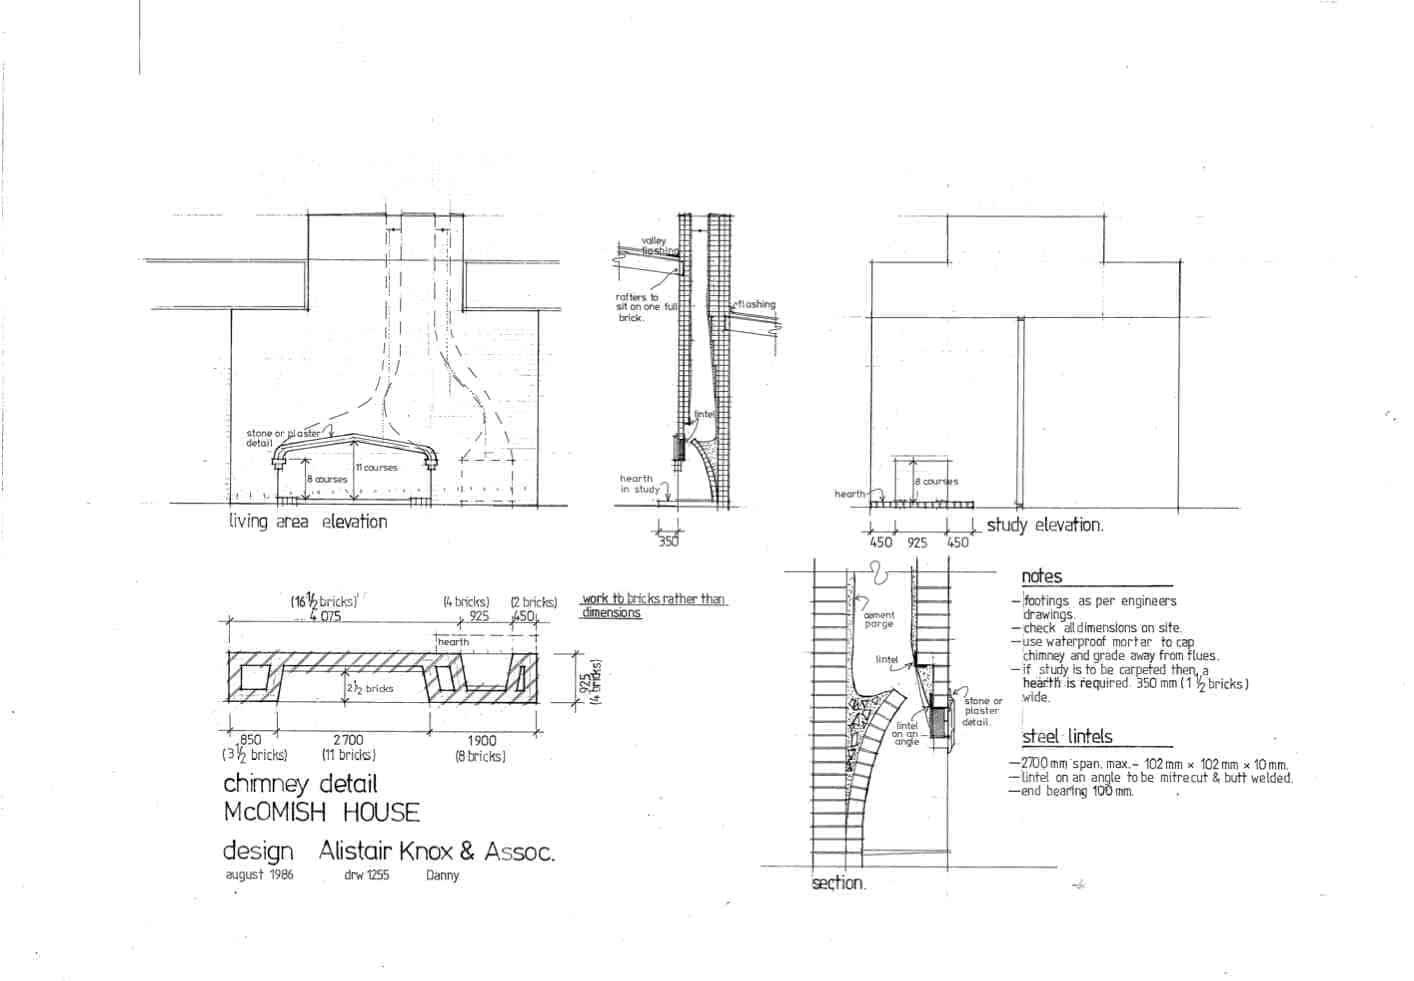 valley
flashing
rafters to
sit on one full
brick.
flashing
lintel
hearth
in study
350
stone or plaster
detail
11 courses
8 courses
living area elevation
hearth
8 courses
450 925 450
study elevation.
(16 1/2 bricks)
4 075
(4 bricks)
925
(2 bricks)
450
work to bricks rather than
dimensions
hearth
2 1/2 bricks
925
(4 bricks)
850
(3 1/2 bricks)
2700
(11 bricks)
1900
(8 bricks)
chimney detail
McOMISH HOUSE
design Alistair Knox & Assoc.
august 1986 drw 1255 Danny
cement
parge
lintel
lintel
on an
angle
stone or
plaster
detail.
section.
notes
— footings as per engineers
drawings.
— check all dimensions on site.
— use waterproof mortar to cap
chimney and grade away from flues.
— if study is to be carpeted then a
hearth is required 350 mm (1 1/2 bricks)
wide.
steel lintels
— 2700 mm span. max. - 102 mm x 102 mm x 10 mm.
— lintel on an angle to be mitre cut & butt welded.
— end bearing 100 mm.